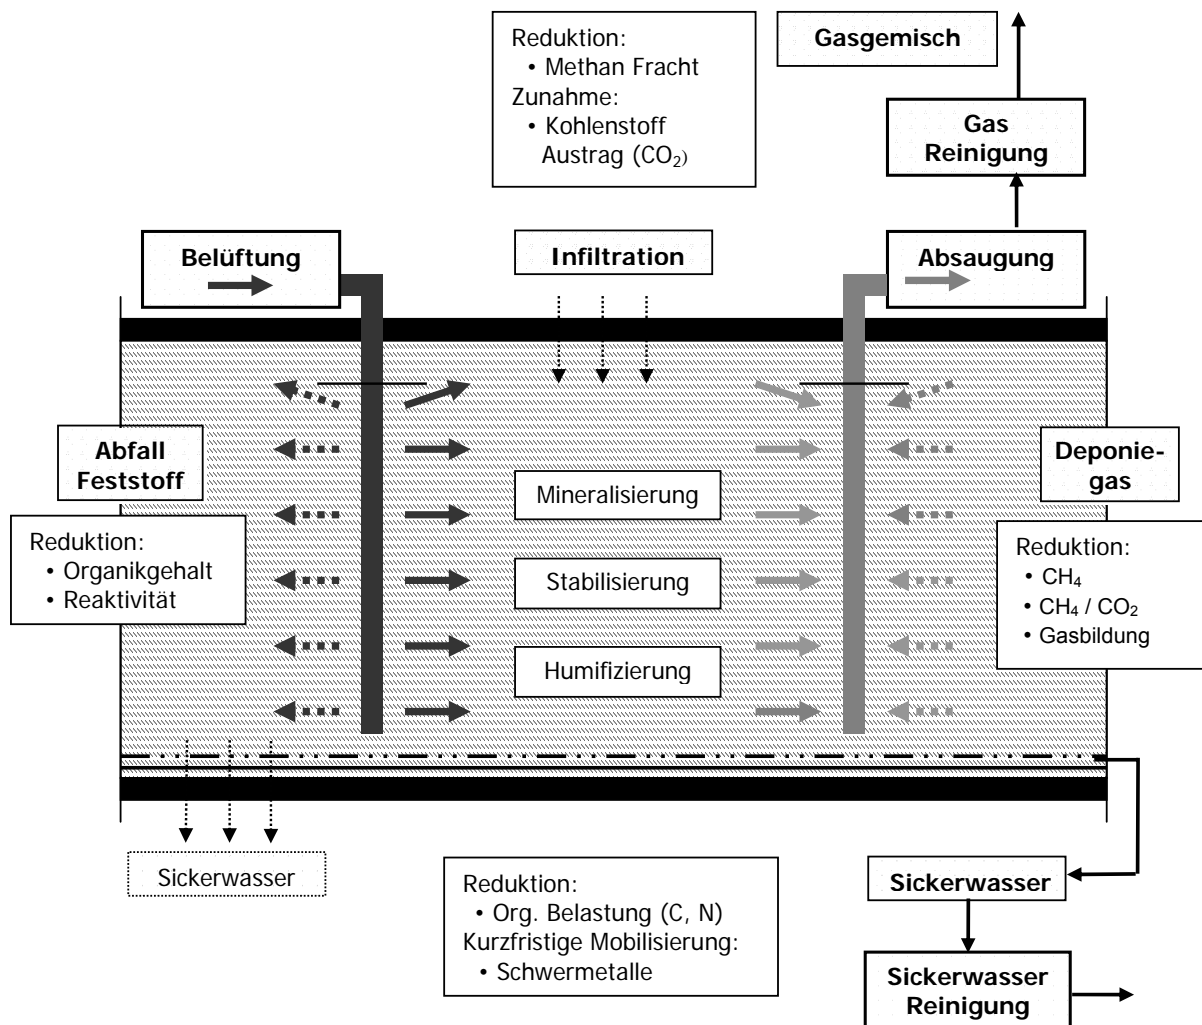 Reduktion:
• Methan Fracht
Zunahme:
• Kohlenstoff
Austrag (CO₂)
Gasgemisch
Gas
Reinigung
Belüftung
Infiltration
Absaugung
Abfall
Feststoff
Reduktion:
• Organikgehalt
• Reaktivität
Mineralisierung
Stabilisierung
Humifizierung
Deponie-
gas
Reduktion:
• CH₄
• CH₄ / CO₂
• Gasbildung
Sickerwasser
Reduktion:
• Org. Belastung (C, N)
Kurzfristige Mobilisierung:
• Schwermetalle
Sickerwasser
Sickerwasser
Reinigung